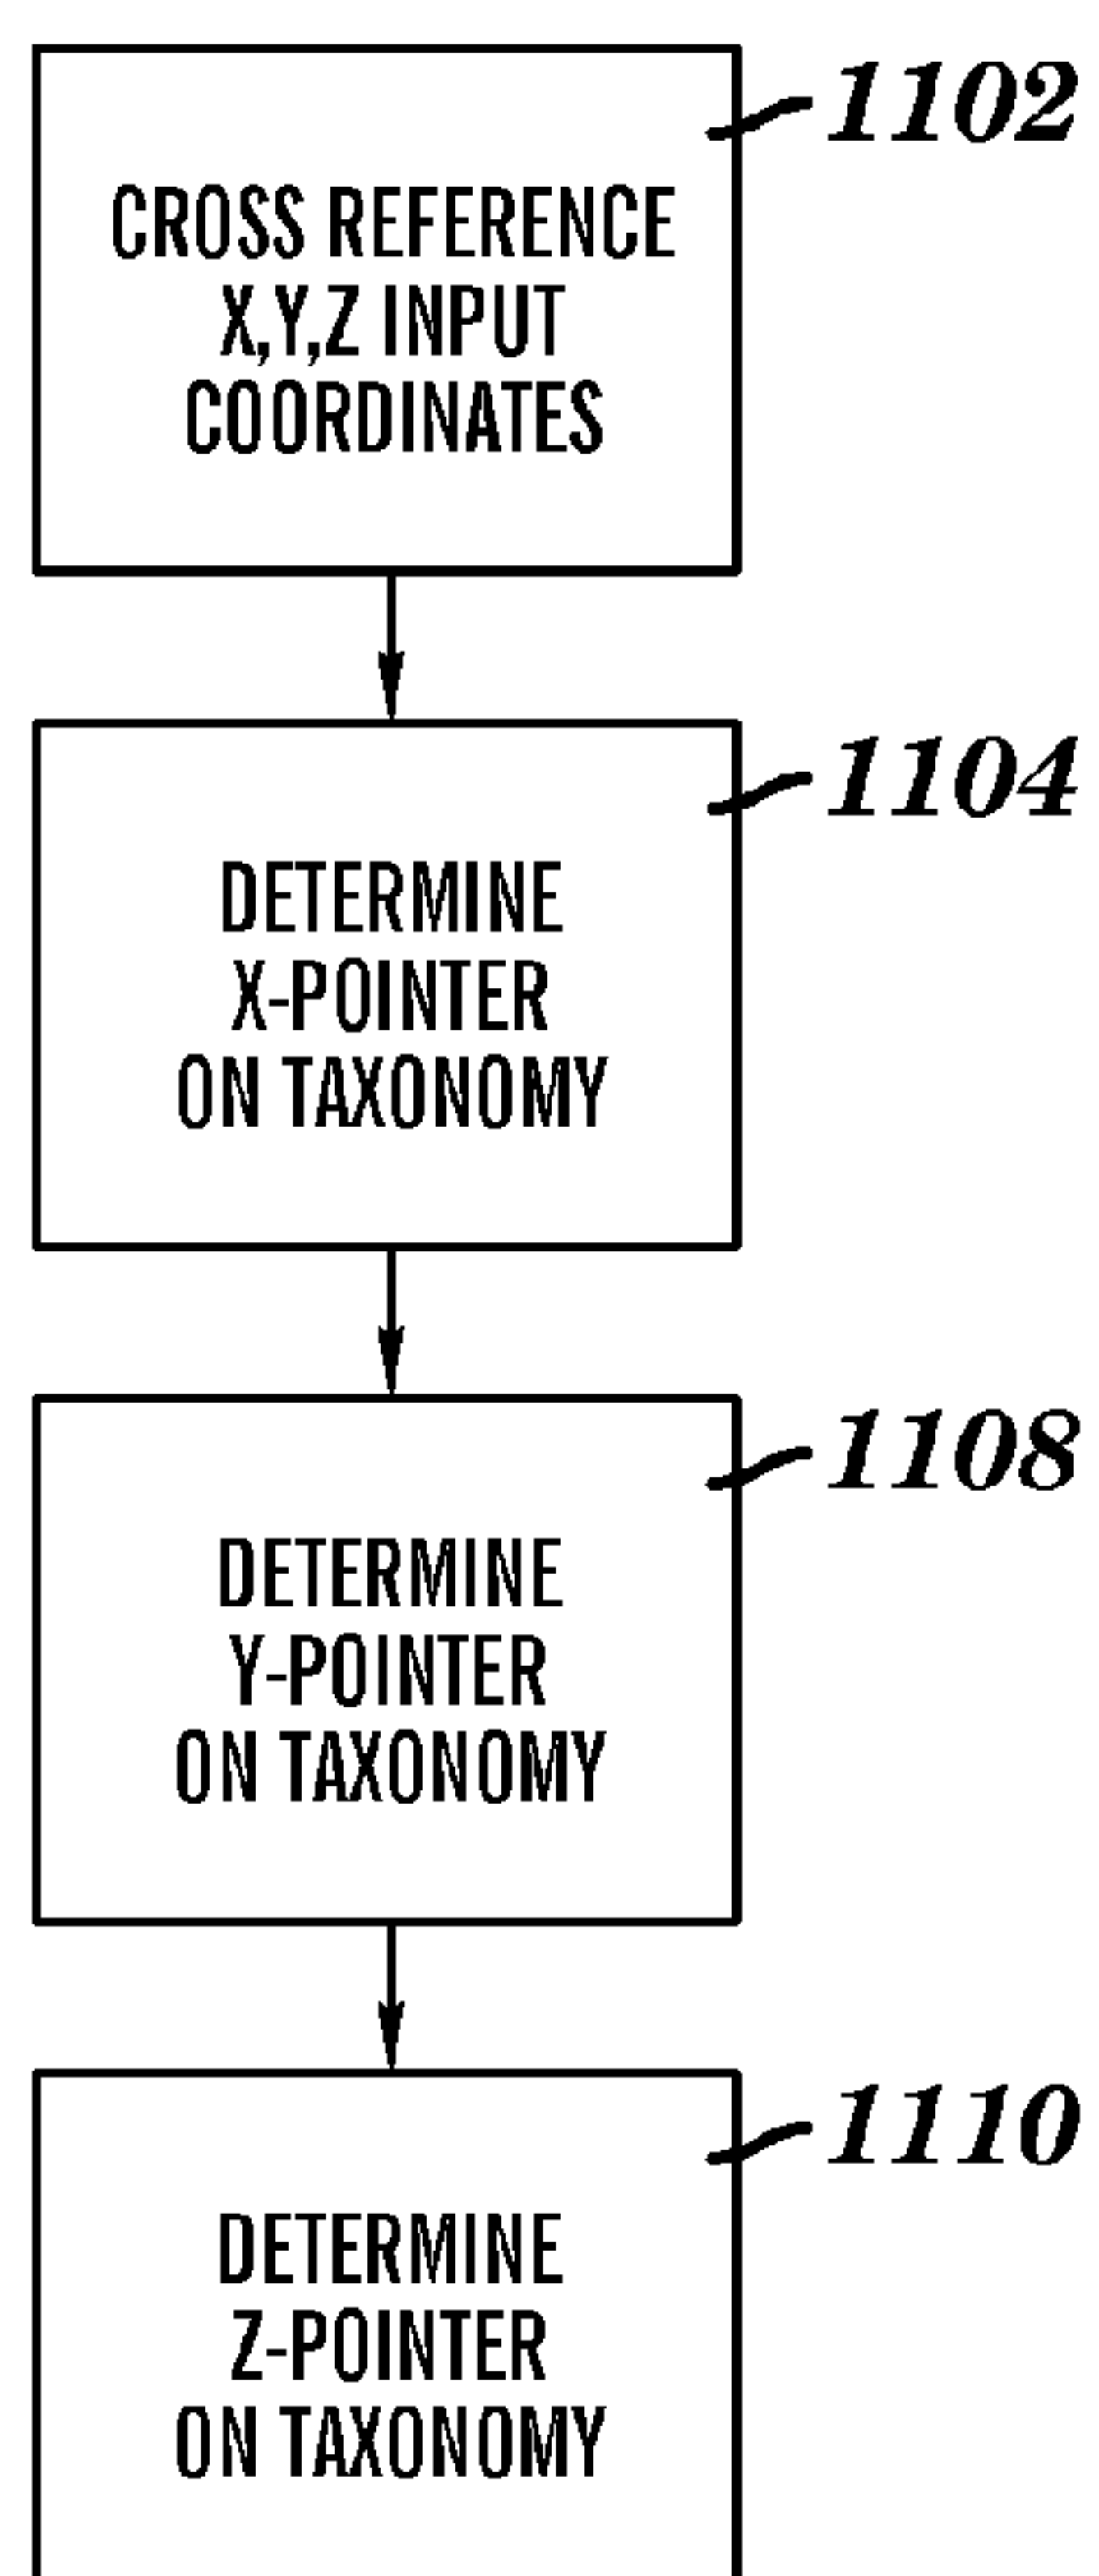 1102
CROSS REFERENCE
X,Y,Z INPUT
COORDINATES
1104
DETERMINE
X-POINTER
ON TAXONOMY
1108
DETERMINE
Y-POINTER
ON TAXONOMY
1110
DETERMINE
Z-POINTER
ON TAXONOMY